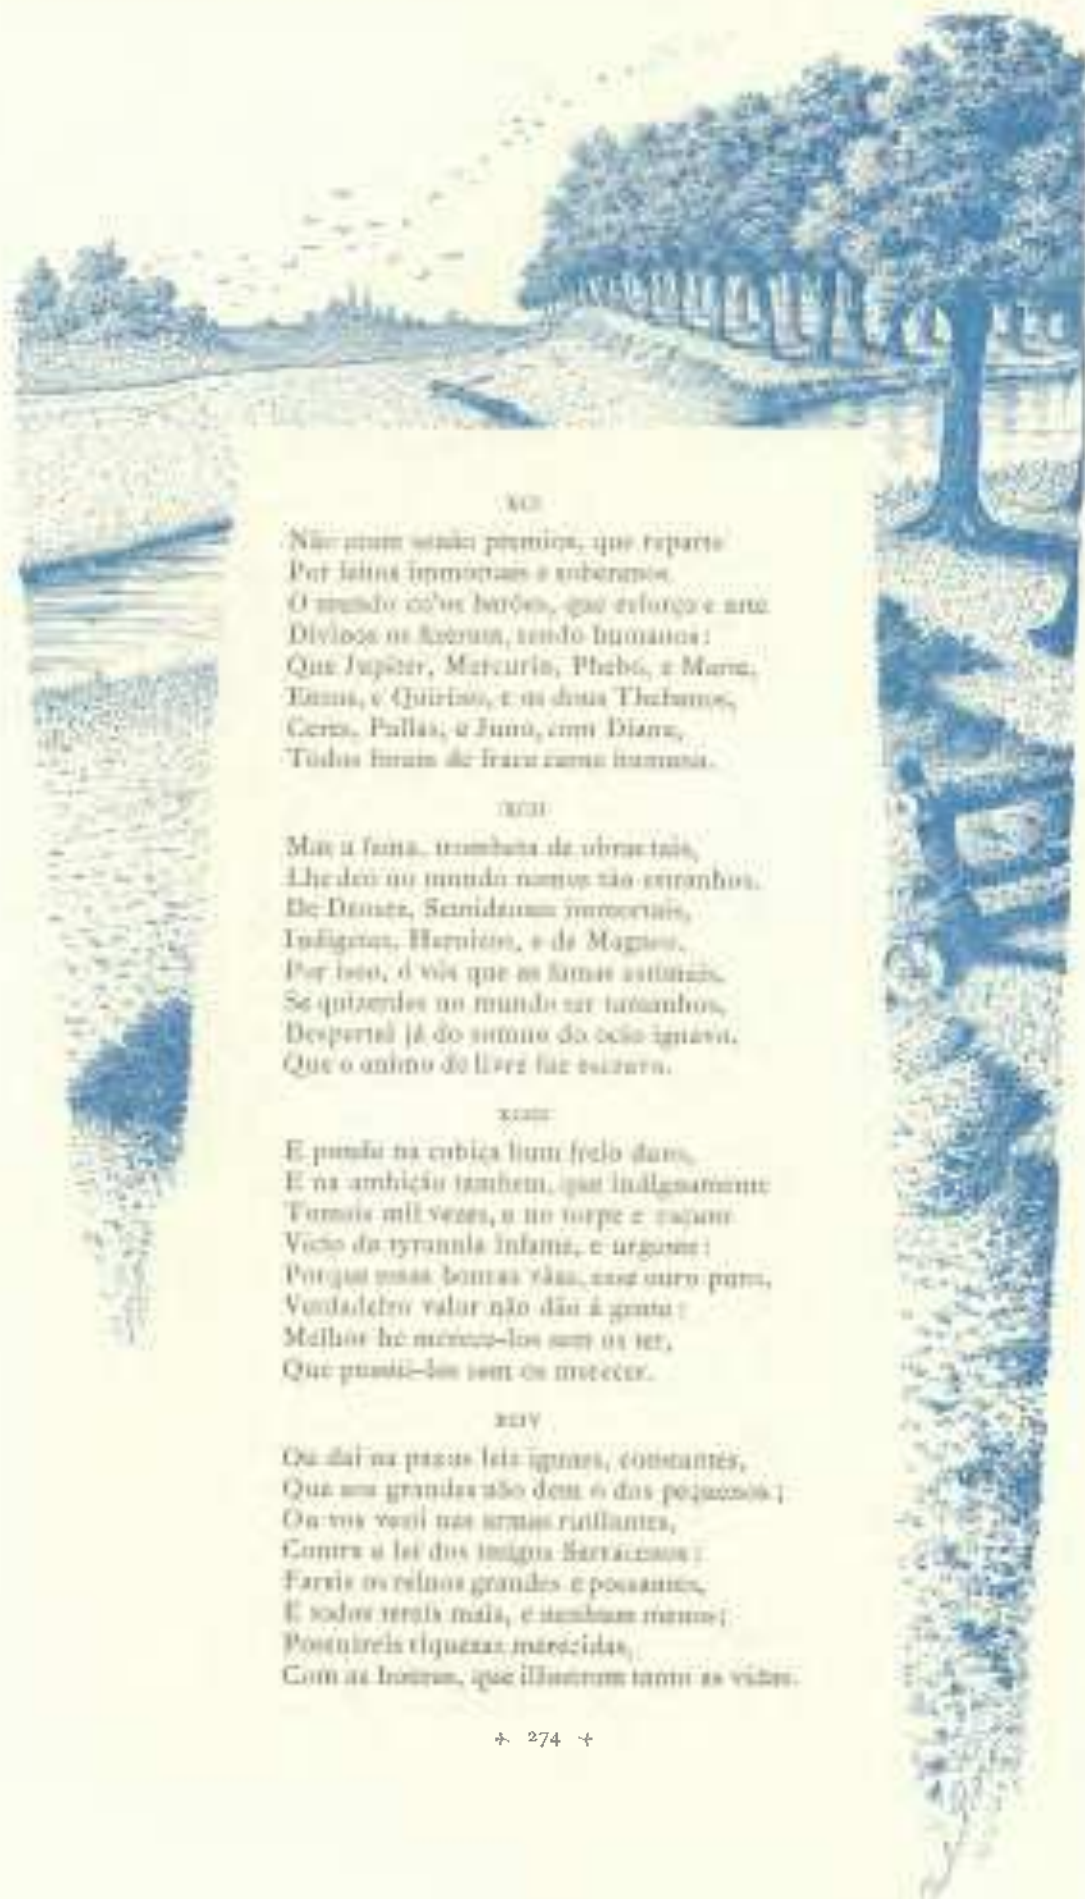 XCI
Não eram senão premios, que reparte
Por feitos immortaes e soberanos
O mundo co'os barões, que esforço e arte
Divinos os fizeram, sendo humanos:
Que Jupiter, Mercurio, Phebo, e Marte,
Eneas, e Quirino, e os dous Thebanos,
Ceres, Pallas, e Juno, com Diana,
Todos foram de fraca carne humana.
XCII
Mas a fama, trombeta de obras tais,
Lhe deo no mundo nomes tão estranhos,
De Deoses, Semideoses immortais,
Indigetes, Heroicos, e de Magnos.
Por isso, ó vós que as famas estimais,
Se quizerdes no mundo ser tamanhos,
Despertai já do somno do ocio ignavo,
Que o animo de livre faz escravo.
XCIII
E ponde na cubiça hum freio duro,
E na ambição tambem, que indignamente
Tomais mil vezes, e no torpe e escuro
Vicio da tyrannia infame, e urgente:
Porque essas honras vãas, esse ouro puro,
Verdadeiro valor não dão á gente:
Melhor he merece-los sem os ter,
Que possui-los sem os merecer.
XCIV
Ou dai na paz as leis iguaes, constantes,
Que aos grandes não dem o dos pequenos;
Ou vos vesti nas armas rutilantes,
Contra a lei dos imigos Sarracenos:
Fareis os reinos grandes e possantes,
E todos tereis mais, e nenhum menos;
Possuireis riquezas merecidas,
Com as honras, que illustram tanto as vidas.
274